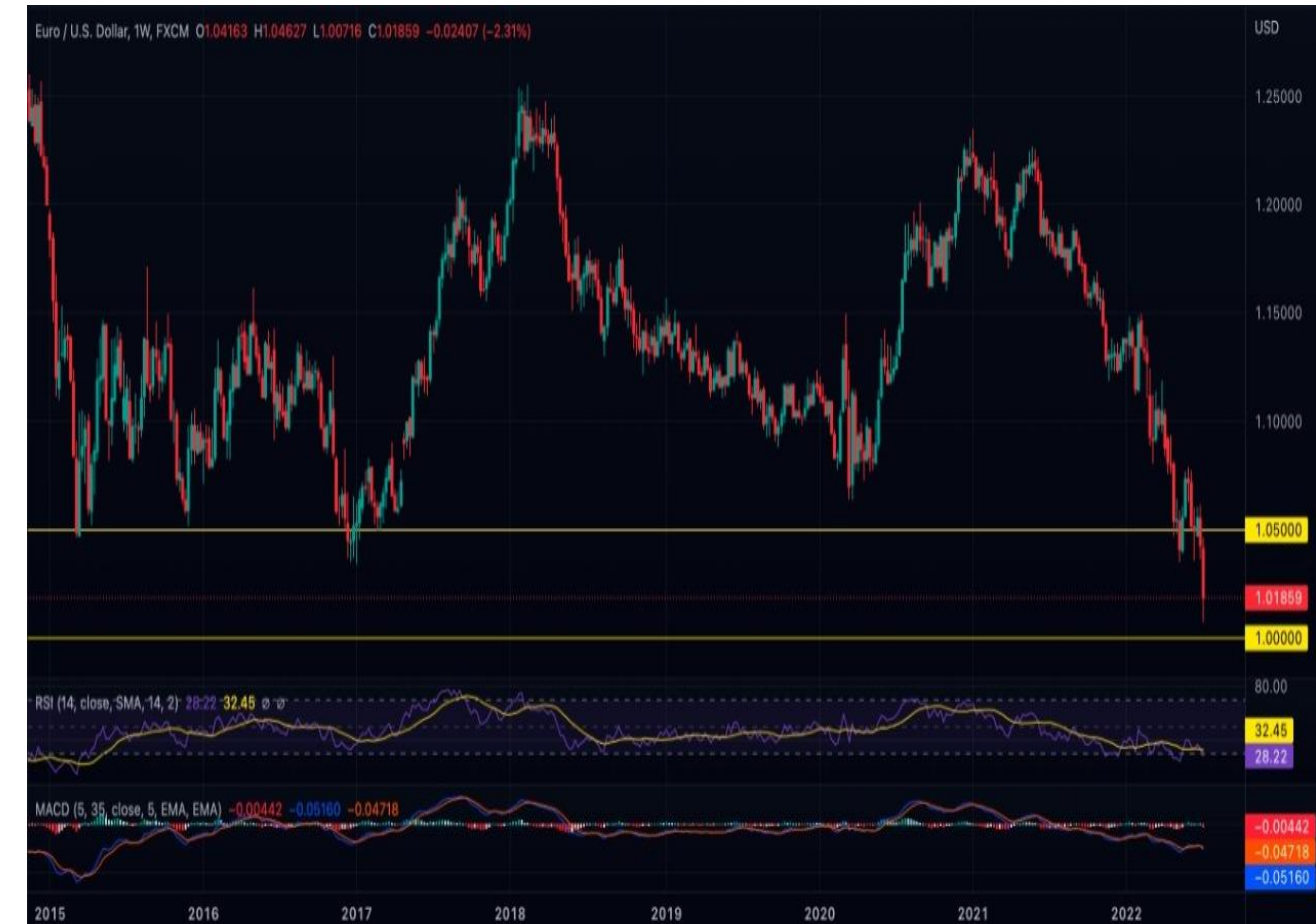 Euro / U.S. Dollar, 1W, FXCM O1.04163 H1.04627 L1.00716 C1.01859 −0.02407 (−2.31%)
USD
1.25000
1.20000
1.15000
1.10000
1.05000
1.01859
1.00000
80.00
RSI (14, close, SMA, 14, 2) 28.22 32.45 ø ø
32.45
28.22
MACD (5, 35, close, 5, EMA, EMA) −0.00442 −0.05160 −0.04718
−0.00442
−0.04718
−0.05160
2015 2016 2017 2018 2019 2020 2021 2022